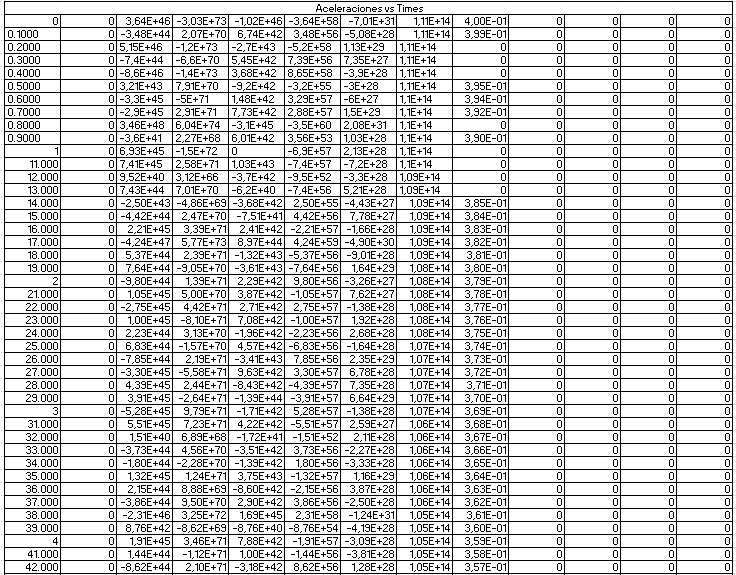 Aceleraciones vs Times
0 0 3,64E+46 -3,03E+73 -1,02E+46 -3,64E+58 -7,01E+31 1,11E+14 4,00E-01 0 0 0 0
0.1000 0 -3,48E+44 2,07E+70 6,74E+42 3,48E+56 -5,08E+28 1,11E+14 3,99E-01 0 0 0 0
0.2000 0 5,15E+46 -1,2E+73 -2,7E+43 -5,2E+58 1,13E+29 1,11E+14 0 0 0 0 0
0.3000 0 -7,4E+44 -6,6E+70 5,45E+42 7,39E+56 7,35E+27 1,11E+14 0 0 0 0 0
0.4000 0 -8,6E+46 -1,4E+73 3,68E+42 8,65E+58 -3,9E+28 1,11E+14 0 0 0 0 0
0.5000 0 3,21E+43 7,91E+70 -9,2E+42 -3,2E+55 -3E+28 1,11E+14 3,95E-01 0 0 0 0
0.6000 0 -3,3E+45 -5E+71 1,48E+42 3,29E+57 -6E+27 1,1E+14 3,94E-01 0 0 0 0
0.7000 0 -2,9E+45 2,91E+71 7,73E+42 2,88E+57 1,5E+29 1,1E+14 3,92E-01 0 0 0 0
0.8000 0 3,46E+48 6,04E+74 -3,1E+45 -3,5E+60 2,08E+31 1,1E+14 0 0 0 0 0
0.9000 0 -3,6E+41 2,27E+68 6,01E+42 3,56E+53 1,03E+28 1,1E+14 3,90E-01 0 0 0 0
1 0 6,93E+45 -1,5E+72 0 -6,9E+57 2,13E+28 1,1E+14 0 0 0 0 0
11.000 0 7,41E+45 2,58E+71 1,03E+43 -7,4E+57 -7,2E+28 1,1E+14 0 0 0 0 0
12.000 0 9,52E+40 3,12E+66 -3,7E+42 -9,5E+52 -3,3E+28 1,09E+14 0 0 0 0 0
13.000 0 7,43E+44 7,01E+70 -6,2E+40 -7,4E+56 5,21E+28 1,09E+14 0 0 0 0 0
14.000 0 -2,50E+43 -4,86E+69 -3,68E+42 2,50E+55 -4,43E+27 1,09E+14 3,85E-01 0 0 0 0
15.000 0 -4,42E+44 2,47E+70 -7,51E+41 4,42E+56 7,78E+27 1,09E+14 3,84E-01 0 0 0 0
16.000 0 2,21E+45 3,39E+71 2,41E+42 -2,21E+57 -1,66E+28 1,09E+14 3,83E-01 0 0 0 0
17.000 0 -4,24E+47 5,77E+73 8,97E+44 4,24E+59 -4,90E+30 1,09E+14 3,82E-01 0 0 0 0
18.000 0 5,37E+44 2,39E+71 -1,32E+43 -5,37E+56 -9,01E+28 1,09E+14 3,81E-01 0 0 0 0
19.000 0 7,64E+44 -9,05E+70 -3,61E+43 -7,64E+56 1,64E+29 1,08E+14 3,80E-01 0 0 0 0
2 0 -9,80E+44 1,39E+71 2,29E+42 9,80E+56 -3,26E+27 1,08E+14 3,79E-01 0 0 0 0
21.000 0 1,05E+45 5,00E+70 3,87E+42 -1,05E+57 7,62E+27 1,08E+14 3,78E-01 0 0 0 0
22.000 0 -2,75E+45 4,42E+71 2,71E+42 2,75E+57 -1,38E+28 1,08E+14 3,77E-01 0 0 0 0
23.000 0 1,00E+45 -8,10E+71 7,08E+42 -1,00E+57 1,92E+28 1,08E+14 3,76E-01 0 0 0 0
24.000 0 2,23E+44 3,13E+70 -1,96E+42 -2,23E+56 2,68E+28 1,08E+14 3,75E-01 0 0 0 0
25.000 0 6,83E+44 -1,57E+70 4,57E+42 -6,83E+56 -1,64E+28 1,07E+14 3,74E-01 0 0 0 0
26.000 0 -7,85E+44 2,19E+71 -3,41E+43 7,85E+56 2,35E+29 1,07E+14 3,73E-01 0 0 0 0
27.000 0 -3,30E+45 -5,58E+71 9,63E+42 3,30E+57 6,78E+28 1,07E+14 3,72E-01 0 0 0 0
28.000 0 4,39E+45 2,44E+71 -8,43E+42 -4,39E+57 7,35E+28 1,07E+14 3,71E-01 0 0 0 0
29.000 0 3,91E+45 -2,64E+71 -1,39E+44 -3,91E+57 6,64E+29 1,07E+14 3,70E-01 0 0 0 0
3 0 -5,28E+45 9,79E+71 -1,71E+42 5,28E+57 -1,38E+28 1,07E+14 3,69E-01 0 0 0 0
31.000 0 5,51E+45 7,23E+71 4,22E+42 -5,51E+57 2,59E+27 1,06E+14 3,68E-01 0 0 0 0
32.000 0 1,51E+40 6,89E+68 -1,72E+41 -1,51E+52 2,11E+28 1,06E+14 3,67E-01 0 0 0 0
33.000 0 -3,73E+44 4,56E+70 -3,51E+42 3,73E+56 -2,27E+28 1,06E+14 3,66E-01 0 0 0 0
34.000 0 -1,80E+44 -2,28E+70 -1,39E+42 1,80E+56 -3,33E+28 1,06E+14 3,65E-01 0 0 0 0
35.000 0 1,32E+45 1,24E+71 3,75E+43 -1,32E+57 1,16E+29 1,06E+14 3,64E-01 0 0 0 0
36.000 0 2,15E+44 8,88E+69 -8,60E+42 -2,15E+56 3,87E+28 1,06E+14 3,63E-01 0 0 0 0
37.000 0 -3,86E+44 9,50E+70 2,90E+42 3,86E+56 -2,50E+28 1,06E+14 3,62E-01 0 0 0 0
38.000 0 -2,31E+46 3,25E+72 1,69E+45 2,31E+58 -1,24E+31 1,05E+14 3,61E-01 0 0 0 0
39.000 0 8,76E+42 -8,62E+69 -8,76E+40 -8,76E+54 -4,19E+28 1,05E+14 3,60E-01 0 0 0 0
4 0 1,91E+45 3,46E+71 7,88E+42 -1,91E+57 -3,09E+28 1,05E+14 3,59E-01 0 0 0 0
41.000 0 1,44E+44 -1,12E+71 1,00E+42 -1,44E+56 -3,81E+28 1,05E+14 3,58E-01 0 0 0 0
42.000 0 -8,62E+44 2,10E+71 -3,18E+42 8,62E+56 1,28E+28 1,05E+14 3,57E-01 0 0 0 0